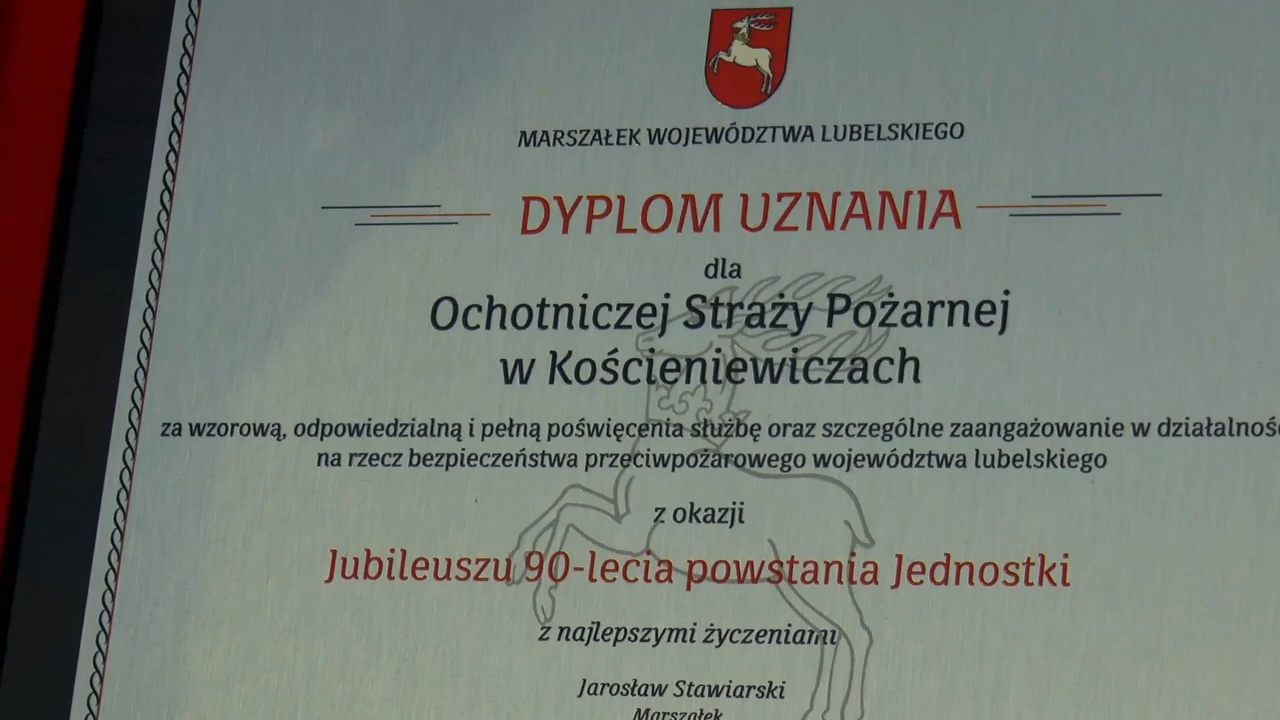 MARSZAŁEK WOJEWÓDZTWA LUBELSKIEGO
DYPLOM UZNANIA
dla
Ochotniczej Straży Pożarnej
w Kościeniewiczach
za wzorową, odpowiedzialną i pełną poświęcenia służbę oraz szczególne zaangażowanie w działalnoś
na rzecz bezpieczeństwa przeciwpożarowego województwa lubelskiego
z okazji
Jubileuszu 90-lecia powstania Jednostki
z najlepszymi życzeniami
Jarosław Stawiarski
Marszałek